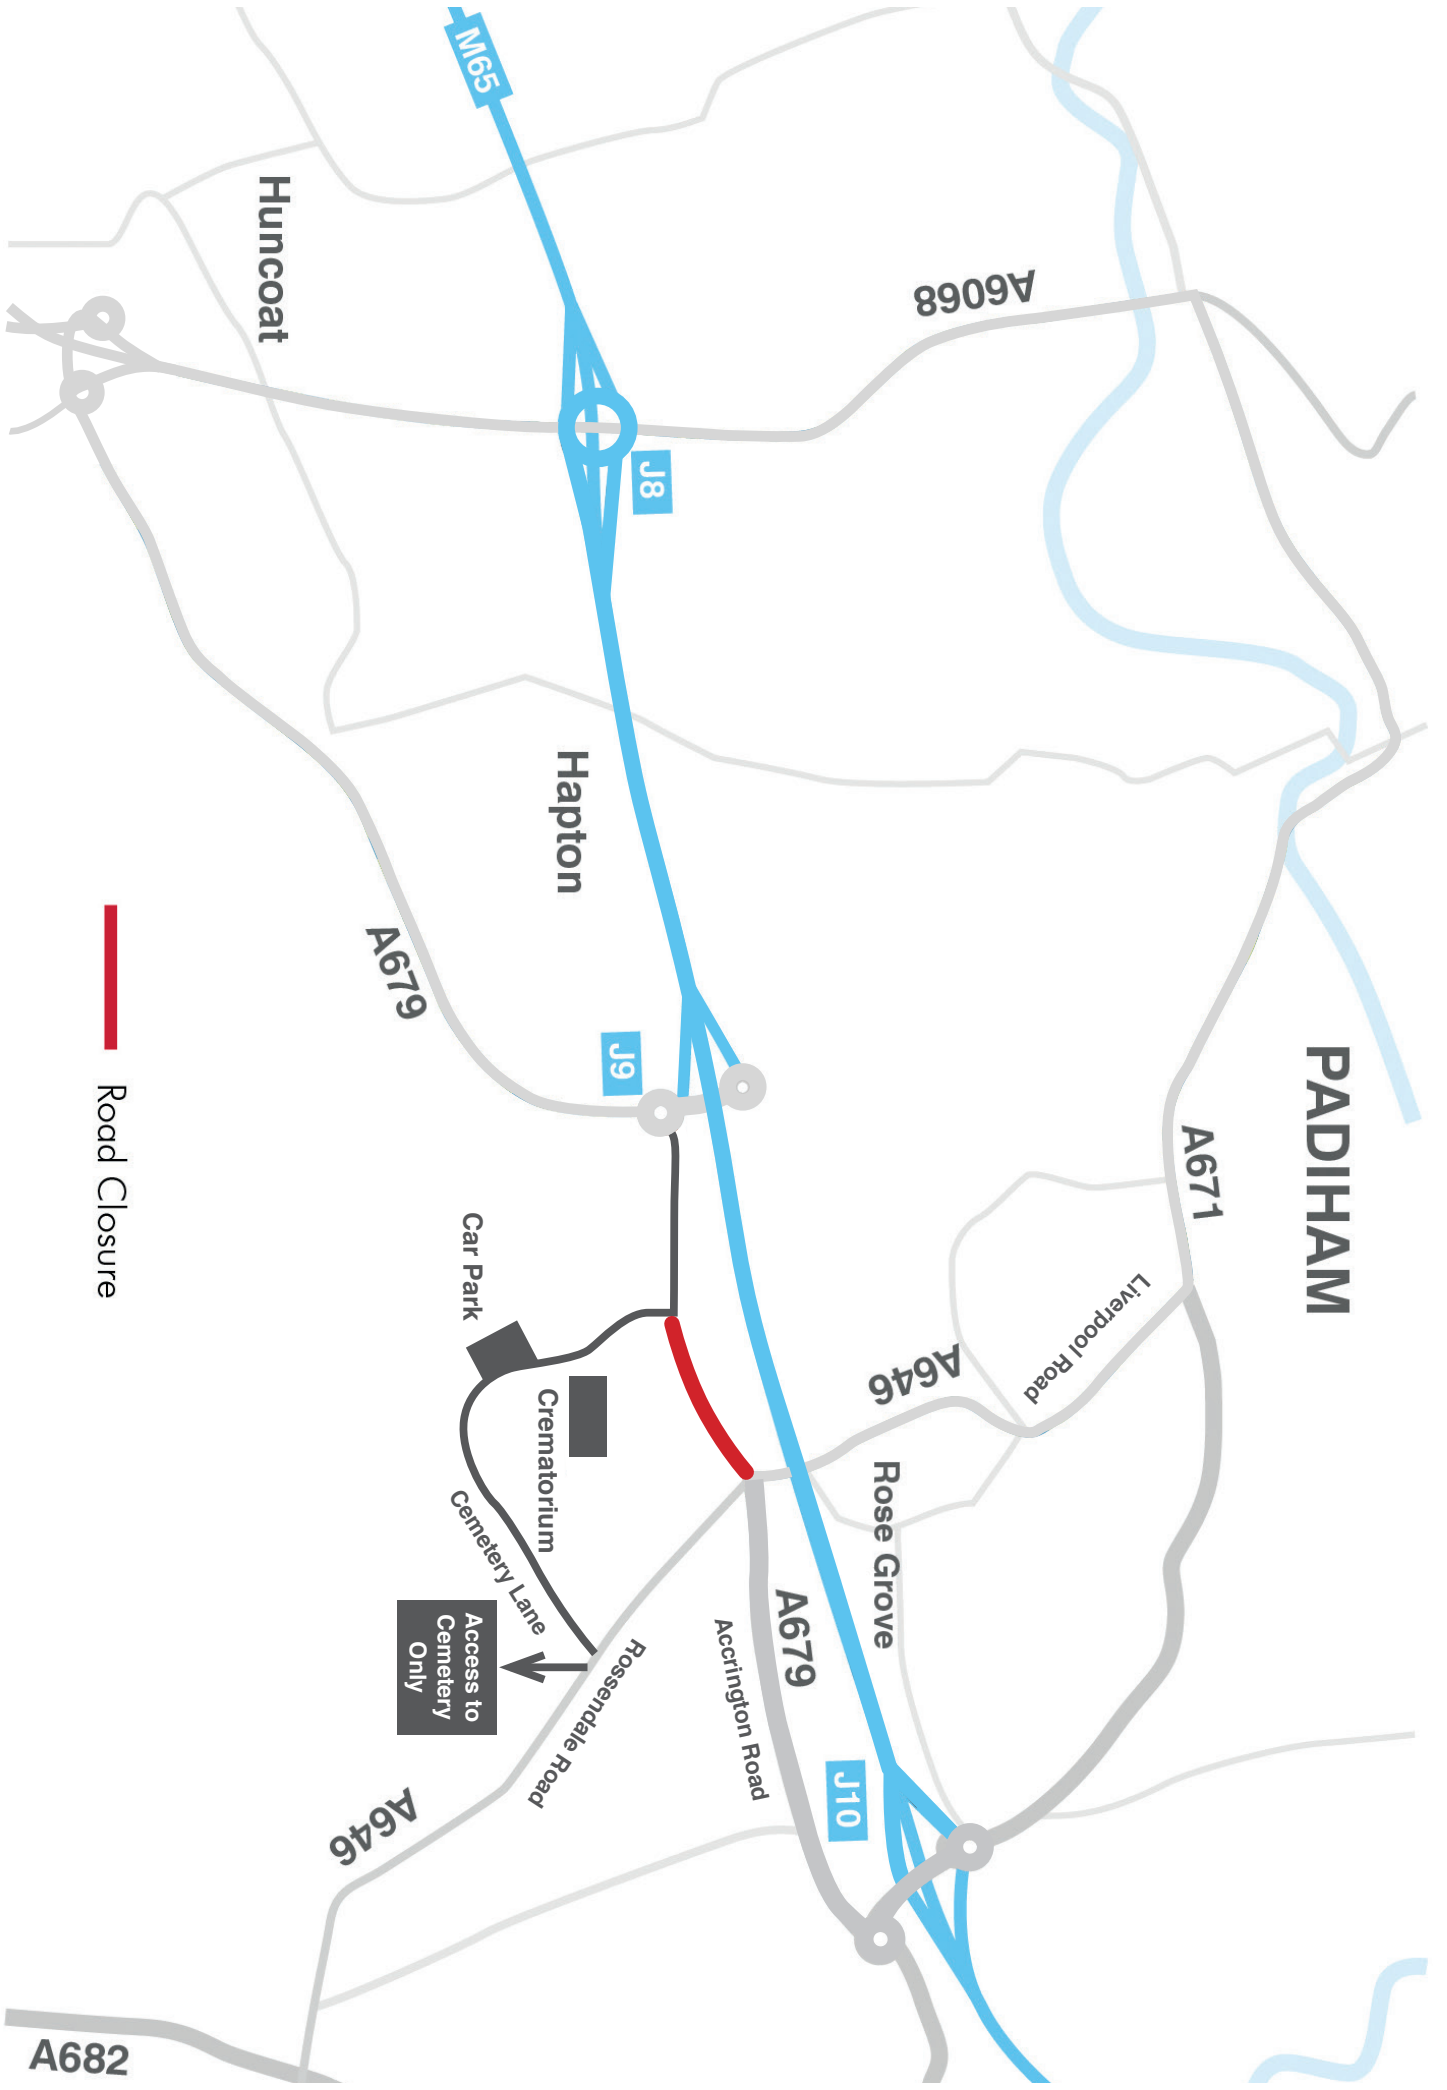 M65
Huncoat
A6068
J8
Hapton
A679
J9
PADIHAM
A671
Liverpool Road
A646
Rose Grove
Car Park
Crematorium
Cemetery Lane
Access to
Cemetery
Only
Rossendale Road
A679
Accrington Road
J10
A646
A682
Road Closure